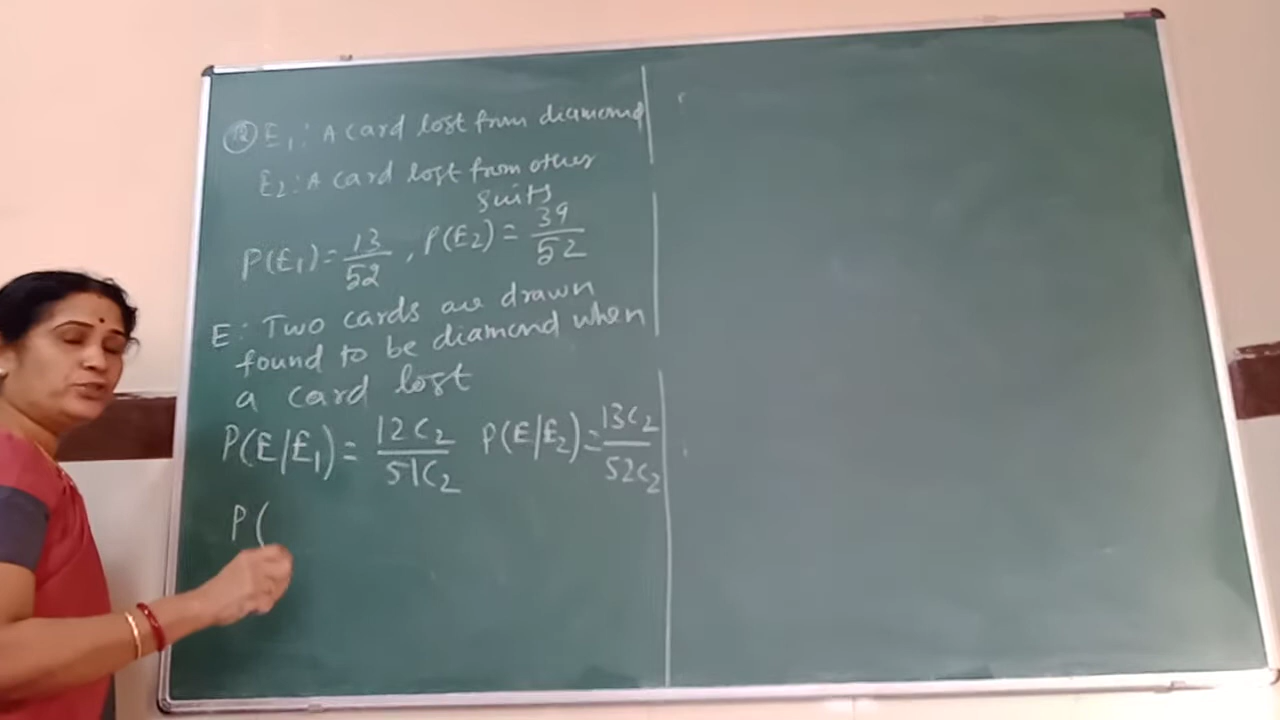 12 E₁: A card lost from diamond
E₂: A card lost from other
suits
P(E₁) = 13/52, P(E₂) = 39/52
E: Two cards are drawn
found to be diamond when
a card lost
P(E/E₁) = 12C₂/51C₂ P(E/E₂) = 13C₂/52C₂
P(